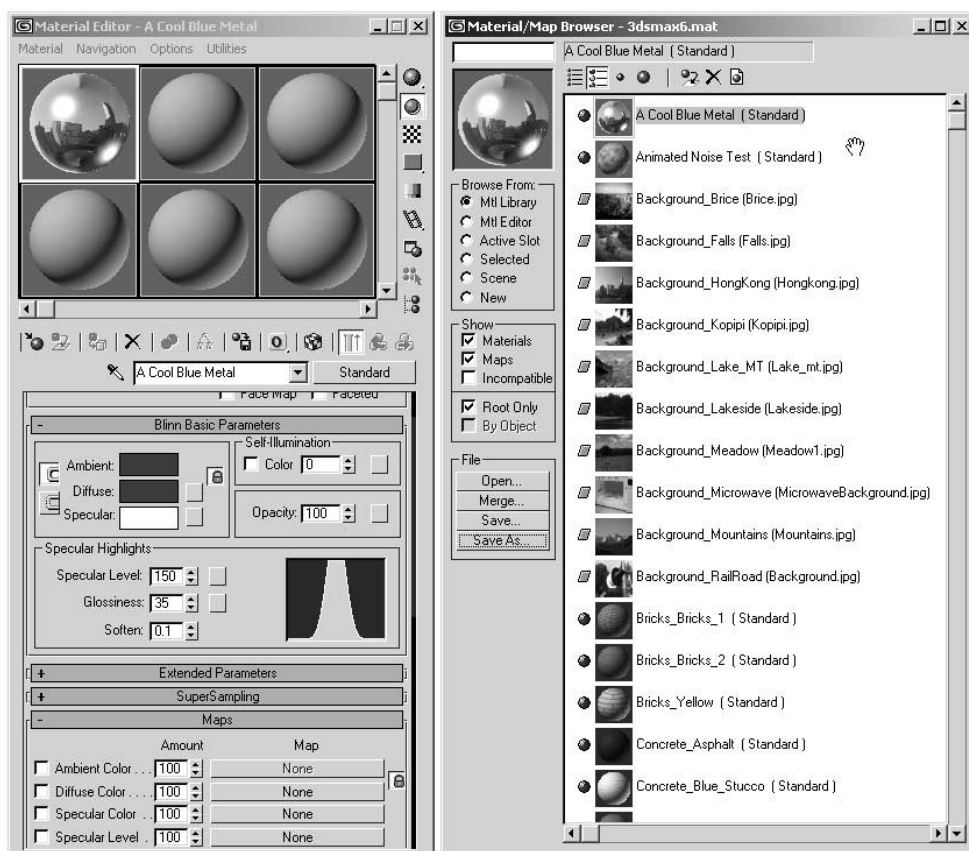 Material Editor - A Cool Blue Metal
Material Navigation Options Utilities
A Cool Blue Metal
Standard
Face Map Faceted
- Blinn Basic Parameters
Ambient:
Diffuse:
Specular:
Self-Illumination
Color 0
Opacity: 100
Specular Highlights
Specular Level: 150
Glossiness: 35
Soften: 0.1
+ Extended Parameters
+ SuperSampling
- Maps
Amount Map
Ambient Color . . . 100 None
Diffuse Color . . . . 100 None
Specular Color . . 100 None
Specular Level . 100 None
Material/Map Browser - 3dsmax6.mat
A Cool Blue Metal ( Standard )
Browse From:
Mtl Library
Mtl Editor
Active Slot
Selected
Scene
New
Show
Materials
Maps
Incompatible
Root Only
By Object
File
Open...
Merge...
Save...
Save As...
A Cool Blue Metal ( Standard )
Animated Noise Test ( Standard )
Background_Brice (Brice.jpg)
Background_Falls (Falls.jpg)
Background_HongKong (Hongkong.jpg)
Background_Kopipi (Kopipi.jpg)
Background_Lake_MT (Lake_mt.jpg)
Background_Lakeside (Lakeside.jpg)
Background_Meadow (Meadow1.jpg)
Background_Microwave (MicrowaveBackground.jpg)
Background_Mountains (Mountains.jpg)
Background_RailRoad (Background.jpg)
Bricks_Bricks_1 ( Standard )
Bricks_Bricks_2 ( Standard )
Bricks_Yellow ( Standard )
Concrete_Asphalt ( Standard )
Concrete_Blue_Stucco ( Standard )